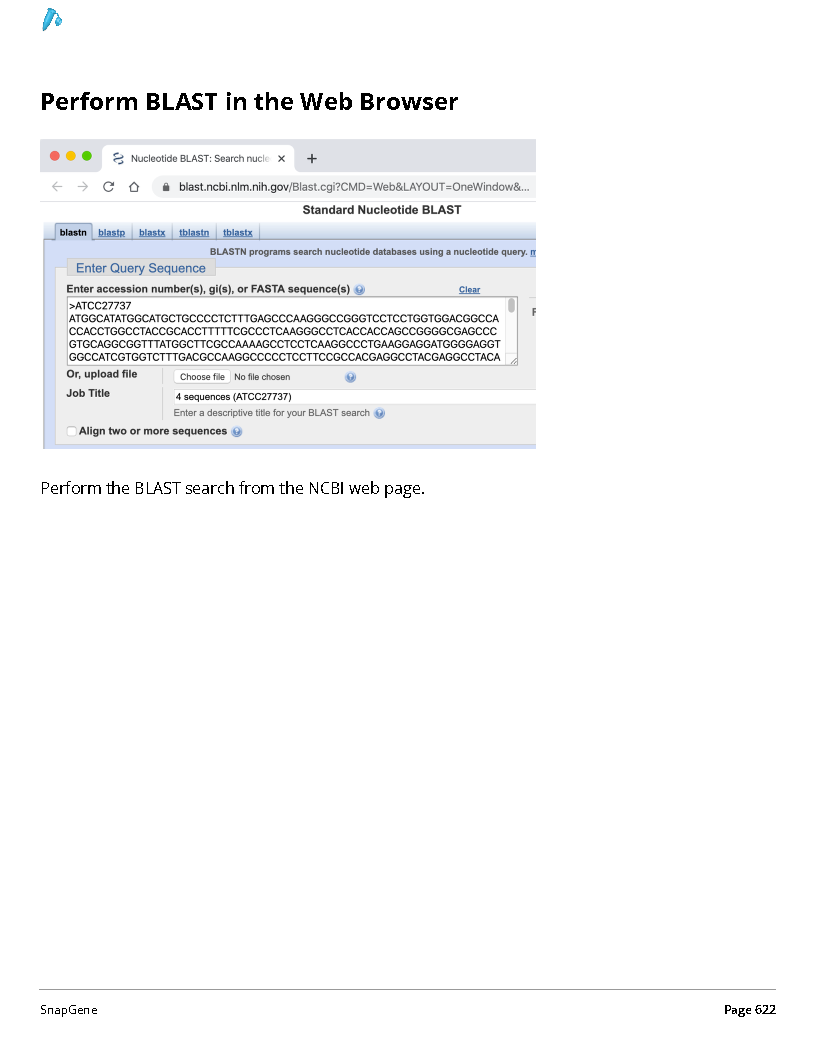 Perform BLAST in the Web Browser
Nucleotide BLAST: Search nucle
blast.ncbi.nlm.nih.gov/Blast.cgi?CMD=Web&LAYOUT=OneWindow&...
Standard Nucleotide BLAST
blastn blastp blastx tblastn tblastx
BLASTN programs search nucleotide databases using a nucleotide query.
Enter Query Sequence
Enter accession number(s), gi(s), or FASTA sequence(s) Clear
>ATCC27737
ATGGCATATGGCATGCTGCCCCTCTTTGAGCCCAAGGGCCGGGTCCTCCTGGTGGACGGCCA
CCACCTGGCCTACCGCACCTTTTTCGCCCTCAAGGGCCTCACCACCAGCCGGGGCGAGCCC
GTGCAGGCGGTTTATGGCTTCGCCAAAAGCCTCCTCAAGGCCCTGAAGGAGGATGGGGAGGT
GGCCATCGTGGTCTTTGACGCCAAGGCCCCCTCCTTCCGCCACGAGGCCTACGAGGCCTACA
Or, upload file Choose file No file chosen
Job Title 4 sequences (ATCC27737)
Enter a descriptive title for your BLAST search
Align two or more sequences
Perform the BLAST search from the NCBI web page.
SnapGene Page 622